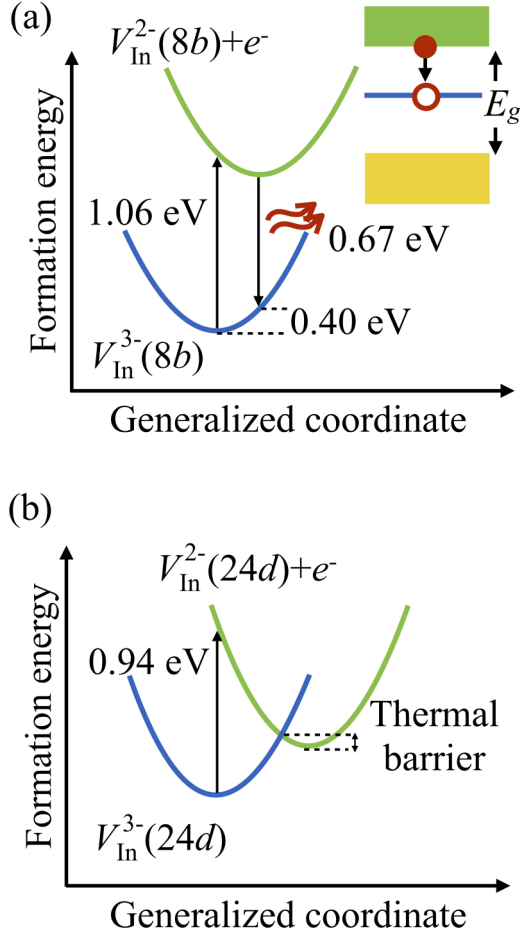 (a)
V_In^2-(8b)+e^-
E_g
1.06 eV
0.67 eV
0.40 eV
V_In^3-(8b)
Formation energy
Generalized coordinate
(b)
V_In^2-(24d)+e^-
0.94 eV
Thermal
barrier
V_In^3-(24d)
Formation energy
Generalized coordinate